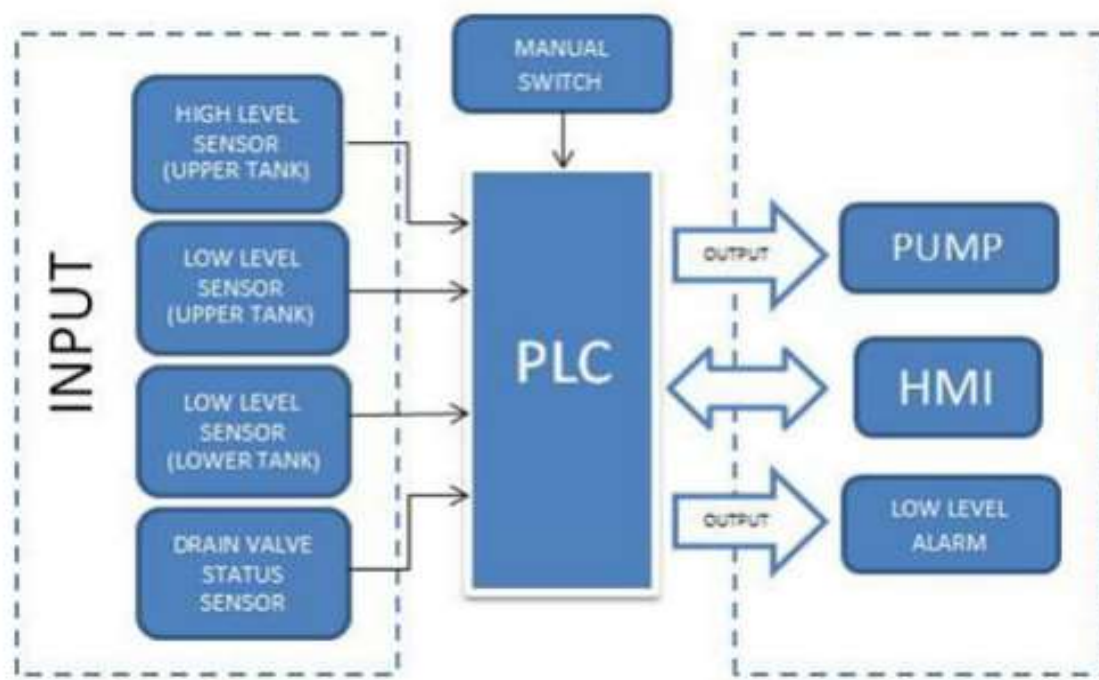 MANUAL
SWITCH
INPUT
HIGH LEVEL
SENSOR
(UPPER TANK)
LOW LEVEL
SENSOR
(UPPER TANK)
LOW LEVEL
SENSOR
(LOWER TANK)
DRAIN VALVE
STATUS
SENSOR
PLC
OUTPUT
PUMP
HMI
OUTPUT
LOW LEVEL
ALARM